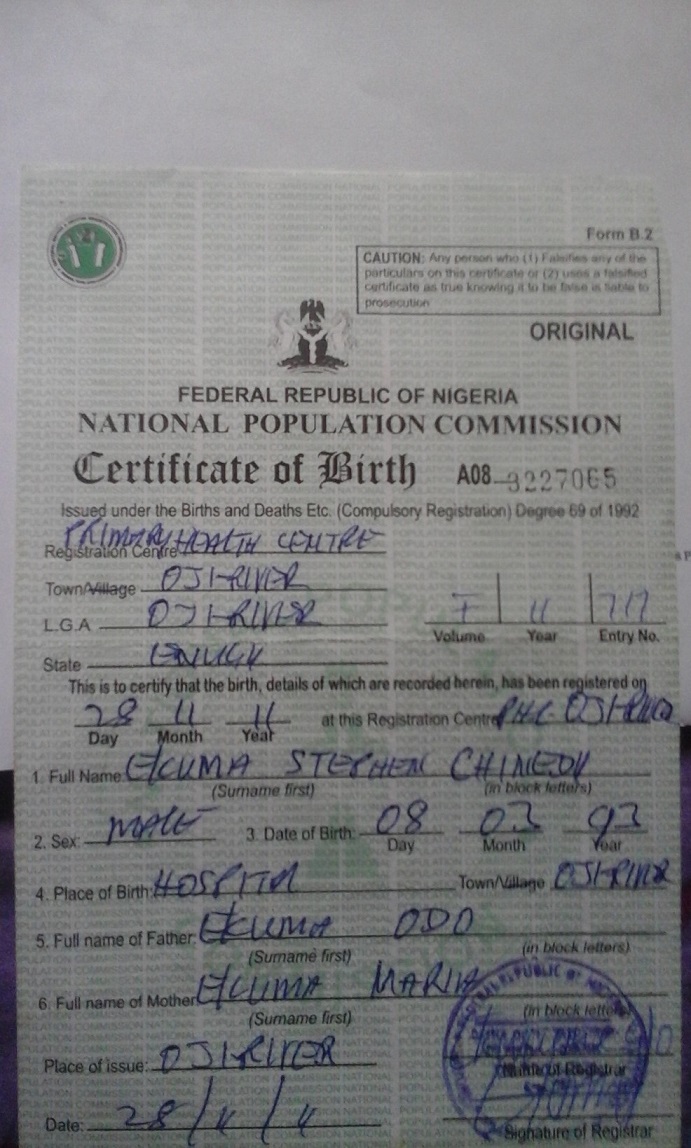 Form B.2
CAUTION: Any person who (1) Falsifies any of the
particulars on this certificate or (2) uses a falsified
certificate as true knowing it to be false is liable to
prosecution
ORIGINAL
FEDERAL REPUBLIC OF NIGERIA
NATIONAL POPULATION COMMISSION
Certificate of Birth A08 9227065
Issued under the Births and Deaths Etc. (Compulsory Registration) Degree 69 of 1992
Registration Centre PRIMARY HEALTH CENTRE
Town/Village OJI-RIVER
L.G.A OJI-RIVER
State ENUGU
Volume 11 Year 717 Entry No.
This is to certify that the birth, details of which are recorded herein, has been registered on
28 11 11 at this Registration Centre PHC OJI-RIVER
Day Month Year
1. Full Name: EKUMA STEPHEN CHINEDU
(Surname first) (in block letters)
2. Sex: MALE 3. Date of Birth: 08 03 93
Day Month Year
4. Place of Birth: HOSPITAL Town/Village OJI-RIVER
5. Full name of Father: EKUMA ODO
(Surname first) (in block letters)
6. Full name of Mother EKUMA MARIA
(Surname first) (in block letters)
Place of issue: OJI-RIVER
Date: 28/11/11
Signature of Registrar